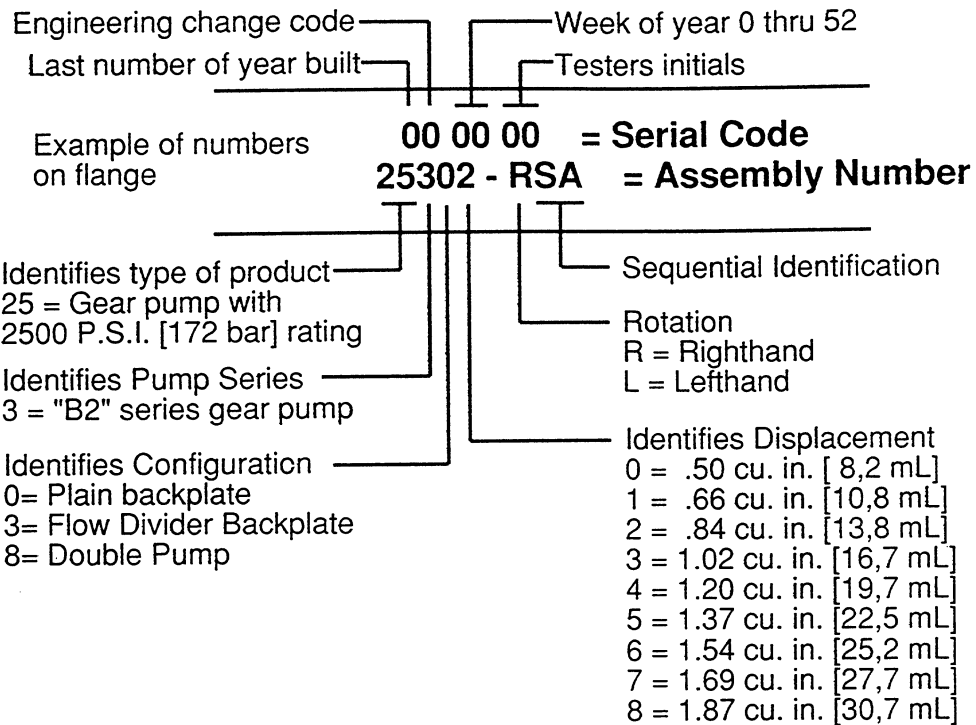 Engineering change code
Week of year 0 thru 52
Last number of year built
Testers initials
Example of numbers
on flange
00 00 00 = Serial Code
25302 - RSA = Assembly Number
Identifies type of product
25 = Gear pump with
2500 P.S.I. [172 bar] rating
Identifies Pump Series
3 = "B2" series gear pump
Identifies Configuration
0= Plain backplate
3= Flow Divider Backplate
8= Double Pump
Sequential Identification
Rotation
R = Righthand
L = Lefthand
Identifies Displacement
0 = .50 cu. in. [ 8,2 mL]
1 = .66 cu. in. [10,8 mL]
2 = .84 cu. in. [13,8 mL]
3 = 1.02 cu. in. [16,7 mL]
4 = 1.20 cu. in. [19,7 mL]
5 = 1.37 cu. in. [22,5 mL]
6 = 1.54 cu. in. [25,2 mL]
7 = 1.69 cu. in. [27,7 mL]
8 = 1.87 cu. in. [30,7 mL]